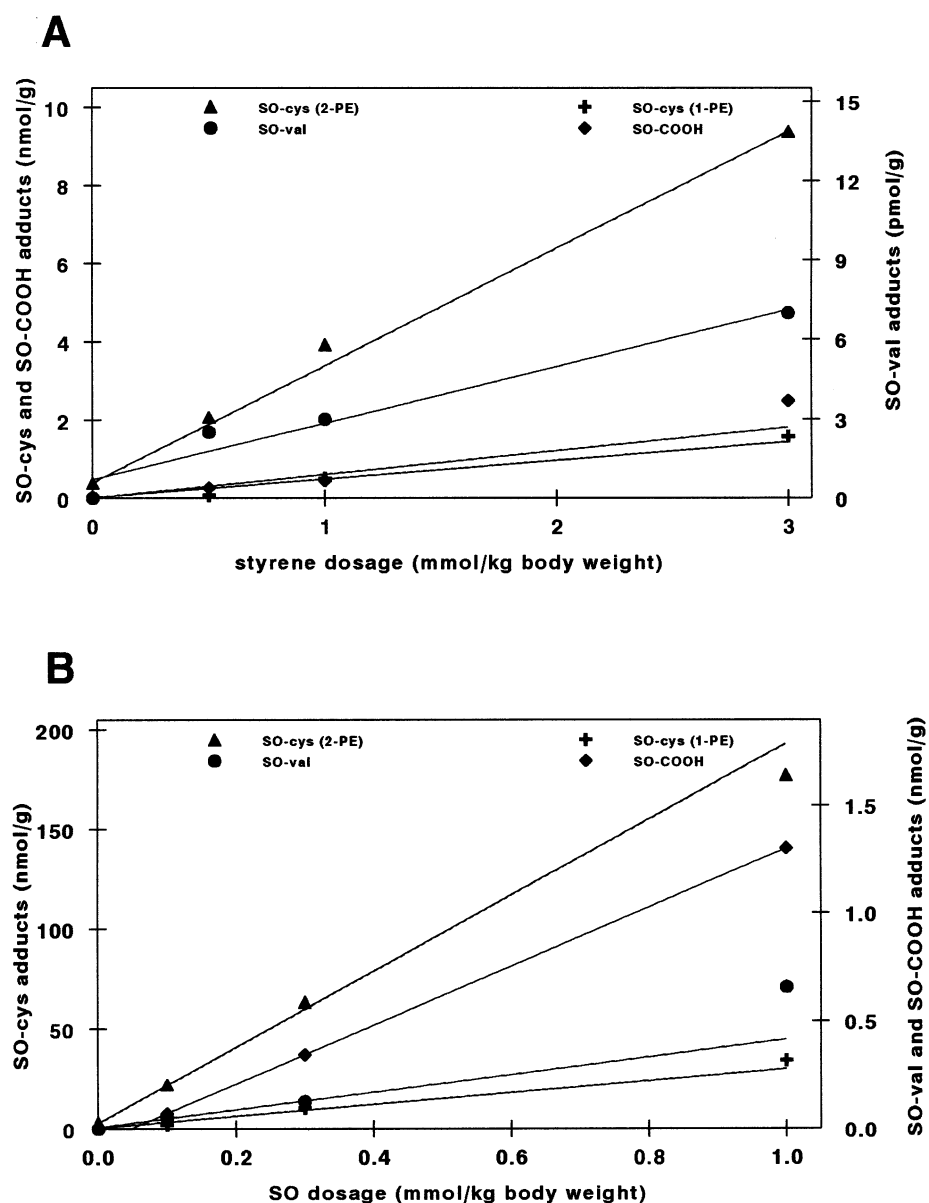 A
SO-cys and SO-COOH adducts (nmol/g)
SO-val adducts (pmol/g)
SO-cys (2-PE)
SO-cys (1-PE)
SO-val
SO-COOH
10
8
6
4
2
0
15
12
9
6
3
0
0 1 2 3
styrene dosage (mmol/kg body weight)
B
SO-cys adducts (nmol/g)
SO-val and SO-COOH adducts (nmol/g)
SO-cys (2-PE)
SO-cys (1-PE)
SO-val
SO-COOH
200
150
100
50
0
1.5
1.0
0.5
0.0
0.0 0.2 0.4 0.6 0.8 1.0
SO dosage (mmol/kg body weight)